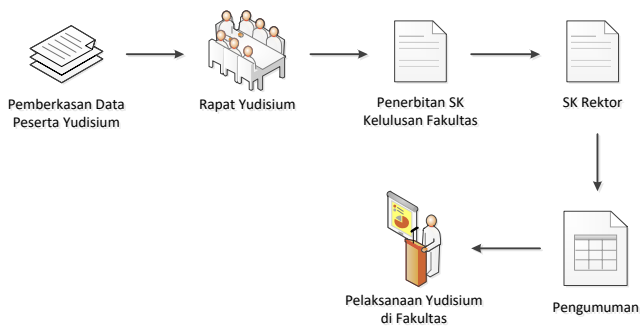 Pemberkasan Data
Peserta Yudisium
Rapat Yudisium
Penerbitan SK
Kelulusan Fakultas
SK Rektor
Pengumuman
Pelaksanaan Yudisium
di Fakultas